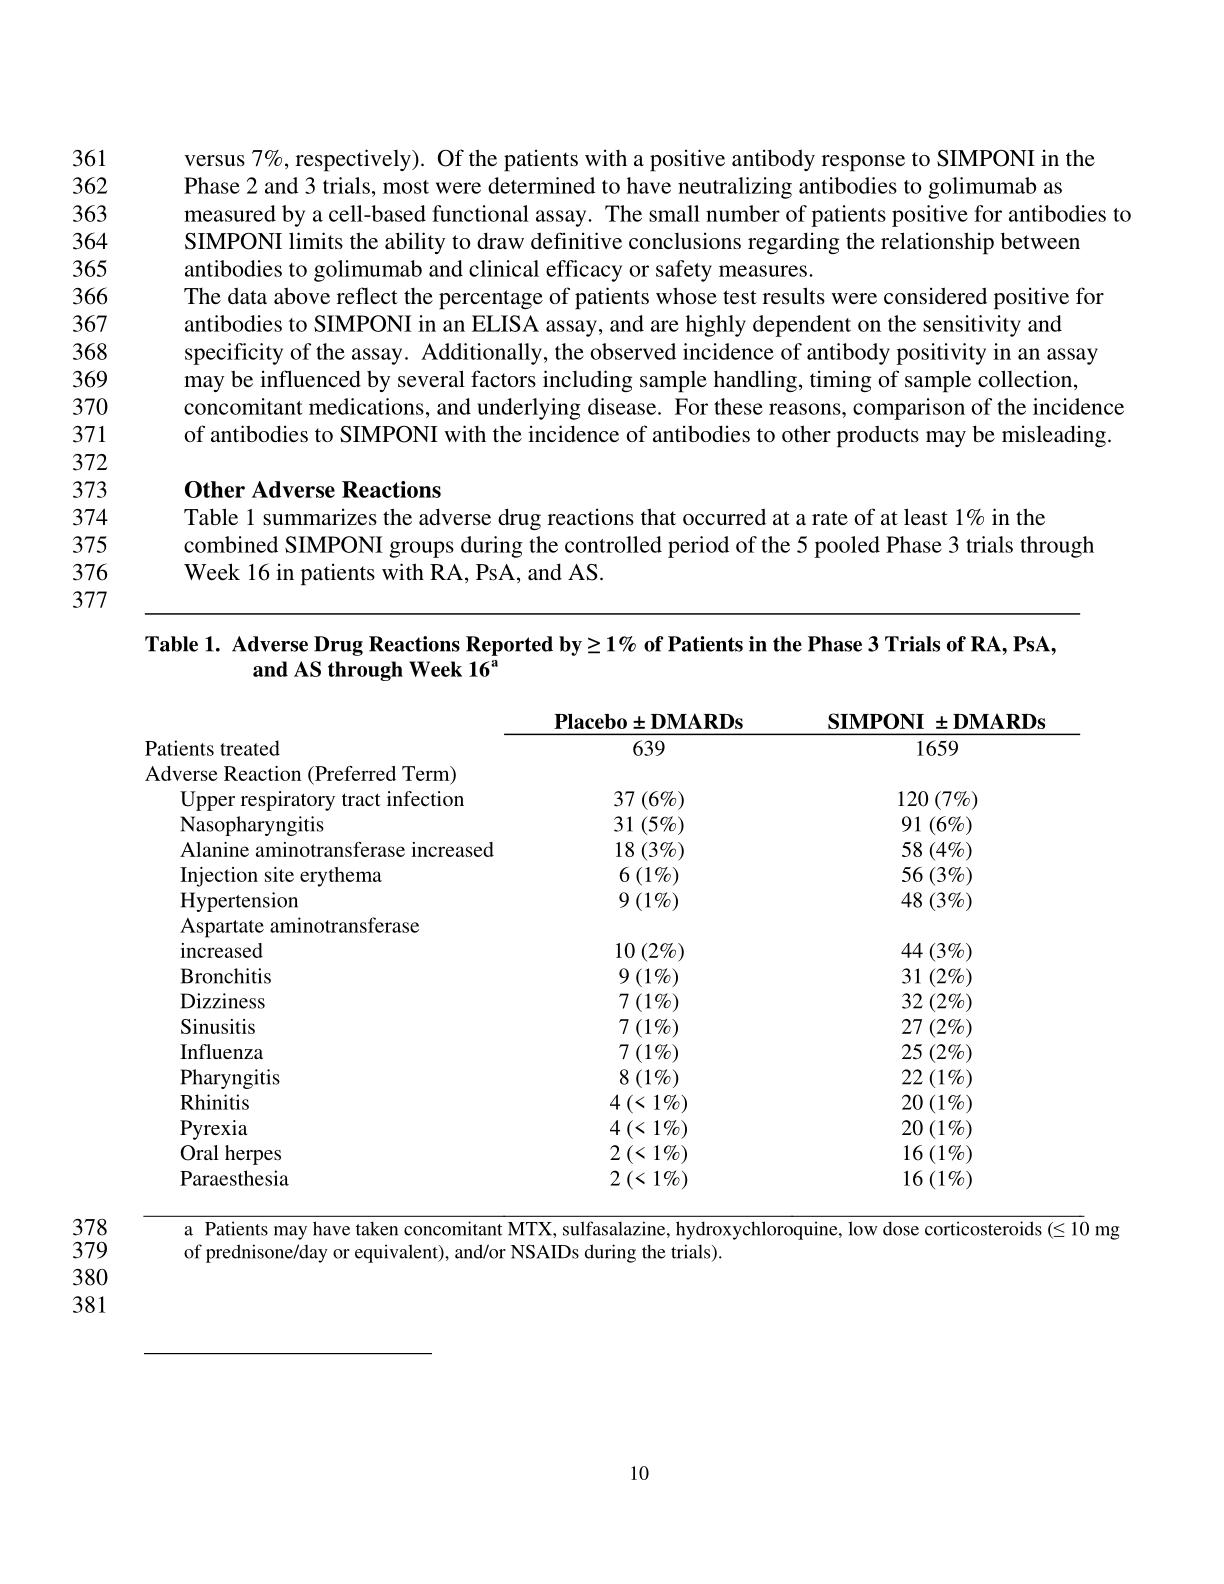 361 versus 7%, respectively).  Of the patients with a positive antibody response to SIMPONI in the
362 Phase 2 and 3 trials, most were determined to have neutralizing antibodies to golimumab as
363 measured by a cell-based functional assay.  The small number of patients positive for antibodies to
364 SIMPONI limits the ability to draw definitive conclusions regarding the relationship between
365 antibodies to golimumab and clinical efficacy or safety measures.
366 The data above reflect the percentage of patients whose test results were considered positive for
367 antibodies to SIMPONI in an ELISA assay, and are highly dependent on the sensitivity and
368 specificity of the assay.  Additionally, the observed incidence of antibody positivity in an assay
369 may be influenced by several factors including sample handling, timing of sample collection,
370 concomitant medications, and underlying disease.  For these reasons, comparison of the incidence
371 of antibodies to SIMPONI with the incidence of antibodies to other products may be misleading.
372
373 Other Adverse Reactions
374 Table 1 summarizes the adverse drug reactions that occurred at a rate of at least 1% in the
375 combined SIMPONI groups during the controlled period of the 5 pooled Phase 3 trials through
376 Week 16 in patients with RA, PsA, and AS.
377
Table 1.  Adverse Drug Reactions Reported by ≥ 1% of Patients in the Phase 3 Trials of RA, PsA,
and AS through Week 16a
Placebo ± DMARDs SIMPONI ± DMARDs
Patients treated 639 1659
Adverse Reaction (Preferred Term)
Upper respiratory tract infection 37 (6%) 120 (7%)
Nasopharyngitis 31 (5%) 91 (6%)
Alanine aminotransferase increased 18 (3%) 58 (4%)
Injection site erythema 6 (1%) 56 (3%)
Hypertension 9 (1%) 48 (3%)
Aspartate aminotransferase
increased 10 (2%) 44 (3%)
Bronchitis 9 (1%) 31 (2%)
Dizziness 7 (1%) 32 (2%)
Sinusitis 7 (1%) 27 (2%)
Influenza 7 (1%) 25 (2%)
Pharyngitis 8 (1%) 22 (1%)
Rhinitis 4 (< 1%) 20 (1%)
Pyrexia 4 (< 1%) 20 (1%)
Oral herpes 2 (< 1%) 16 (1%)
Paraesthesia 2 (< 1%) 16 (1%)
378 a Patients may have taken concomitant MTX, sulfasalazine, hydroxychloroquine, low dose corticosteroids (≤ 10 mg
379 of prednisone/day or equivalent), and/or NSAIDs during the trials).
380
381
10